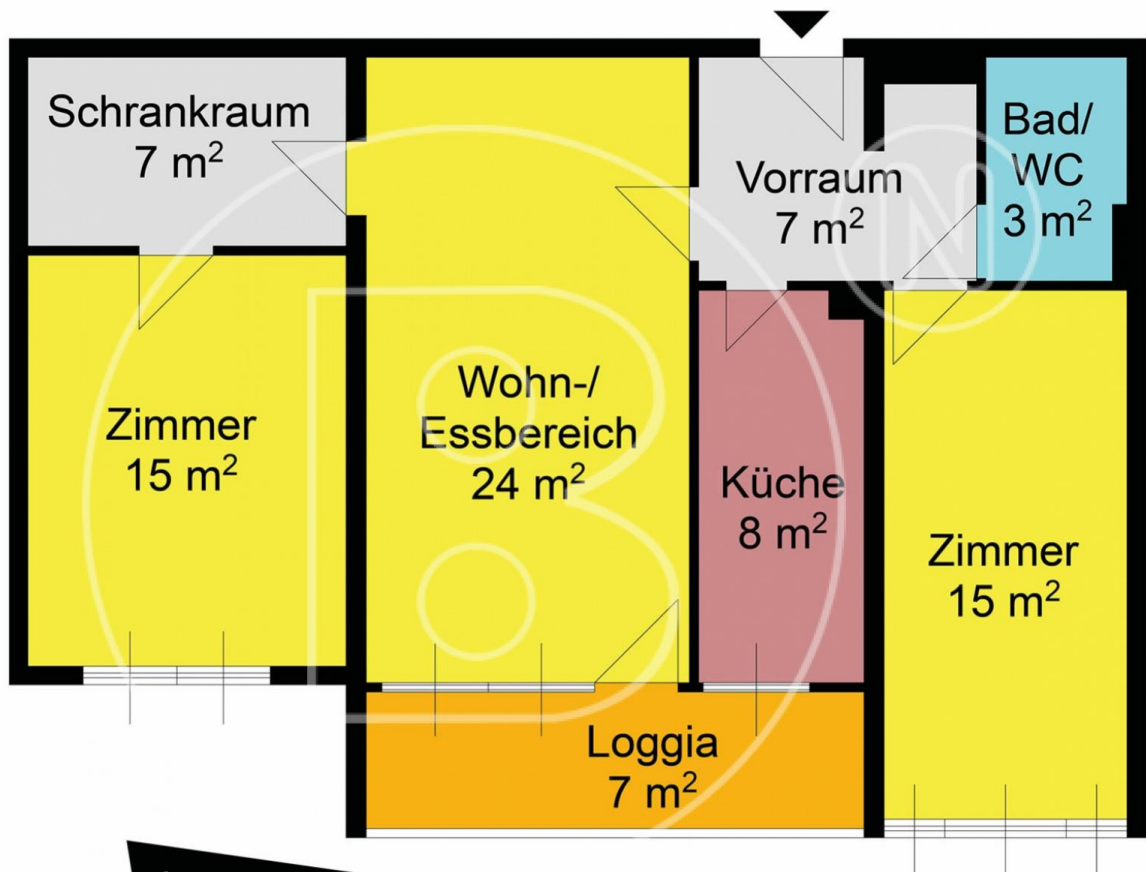 Schrankraum
7 m²
Zimmer
15 m²
Wohn-/
Essbereich
24 m²
Vorraum
7 m²
Bad/
WC
3 m²
Küche
8 m²
Zimmer
15 m²
Loggia
7 m²
N
B